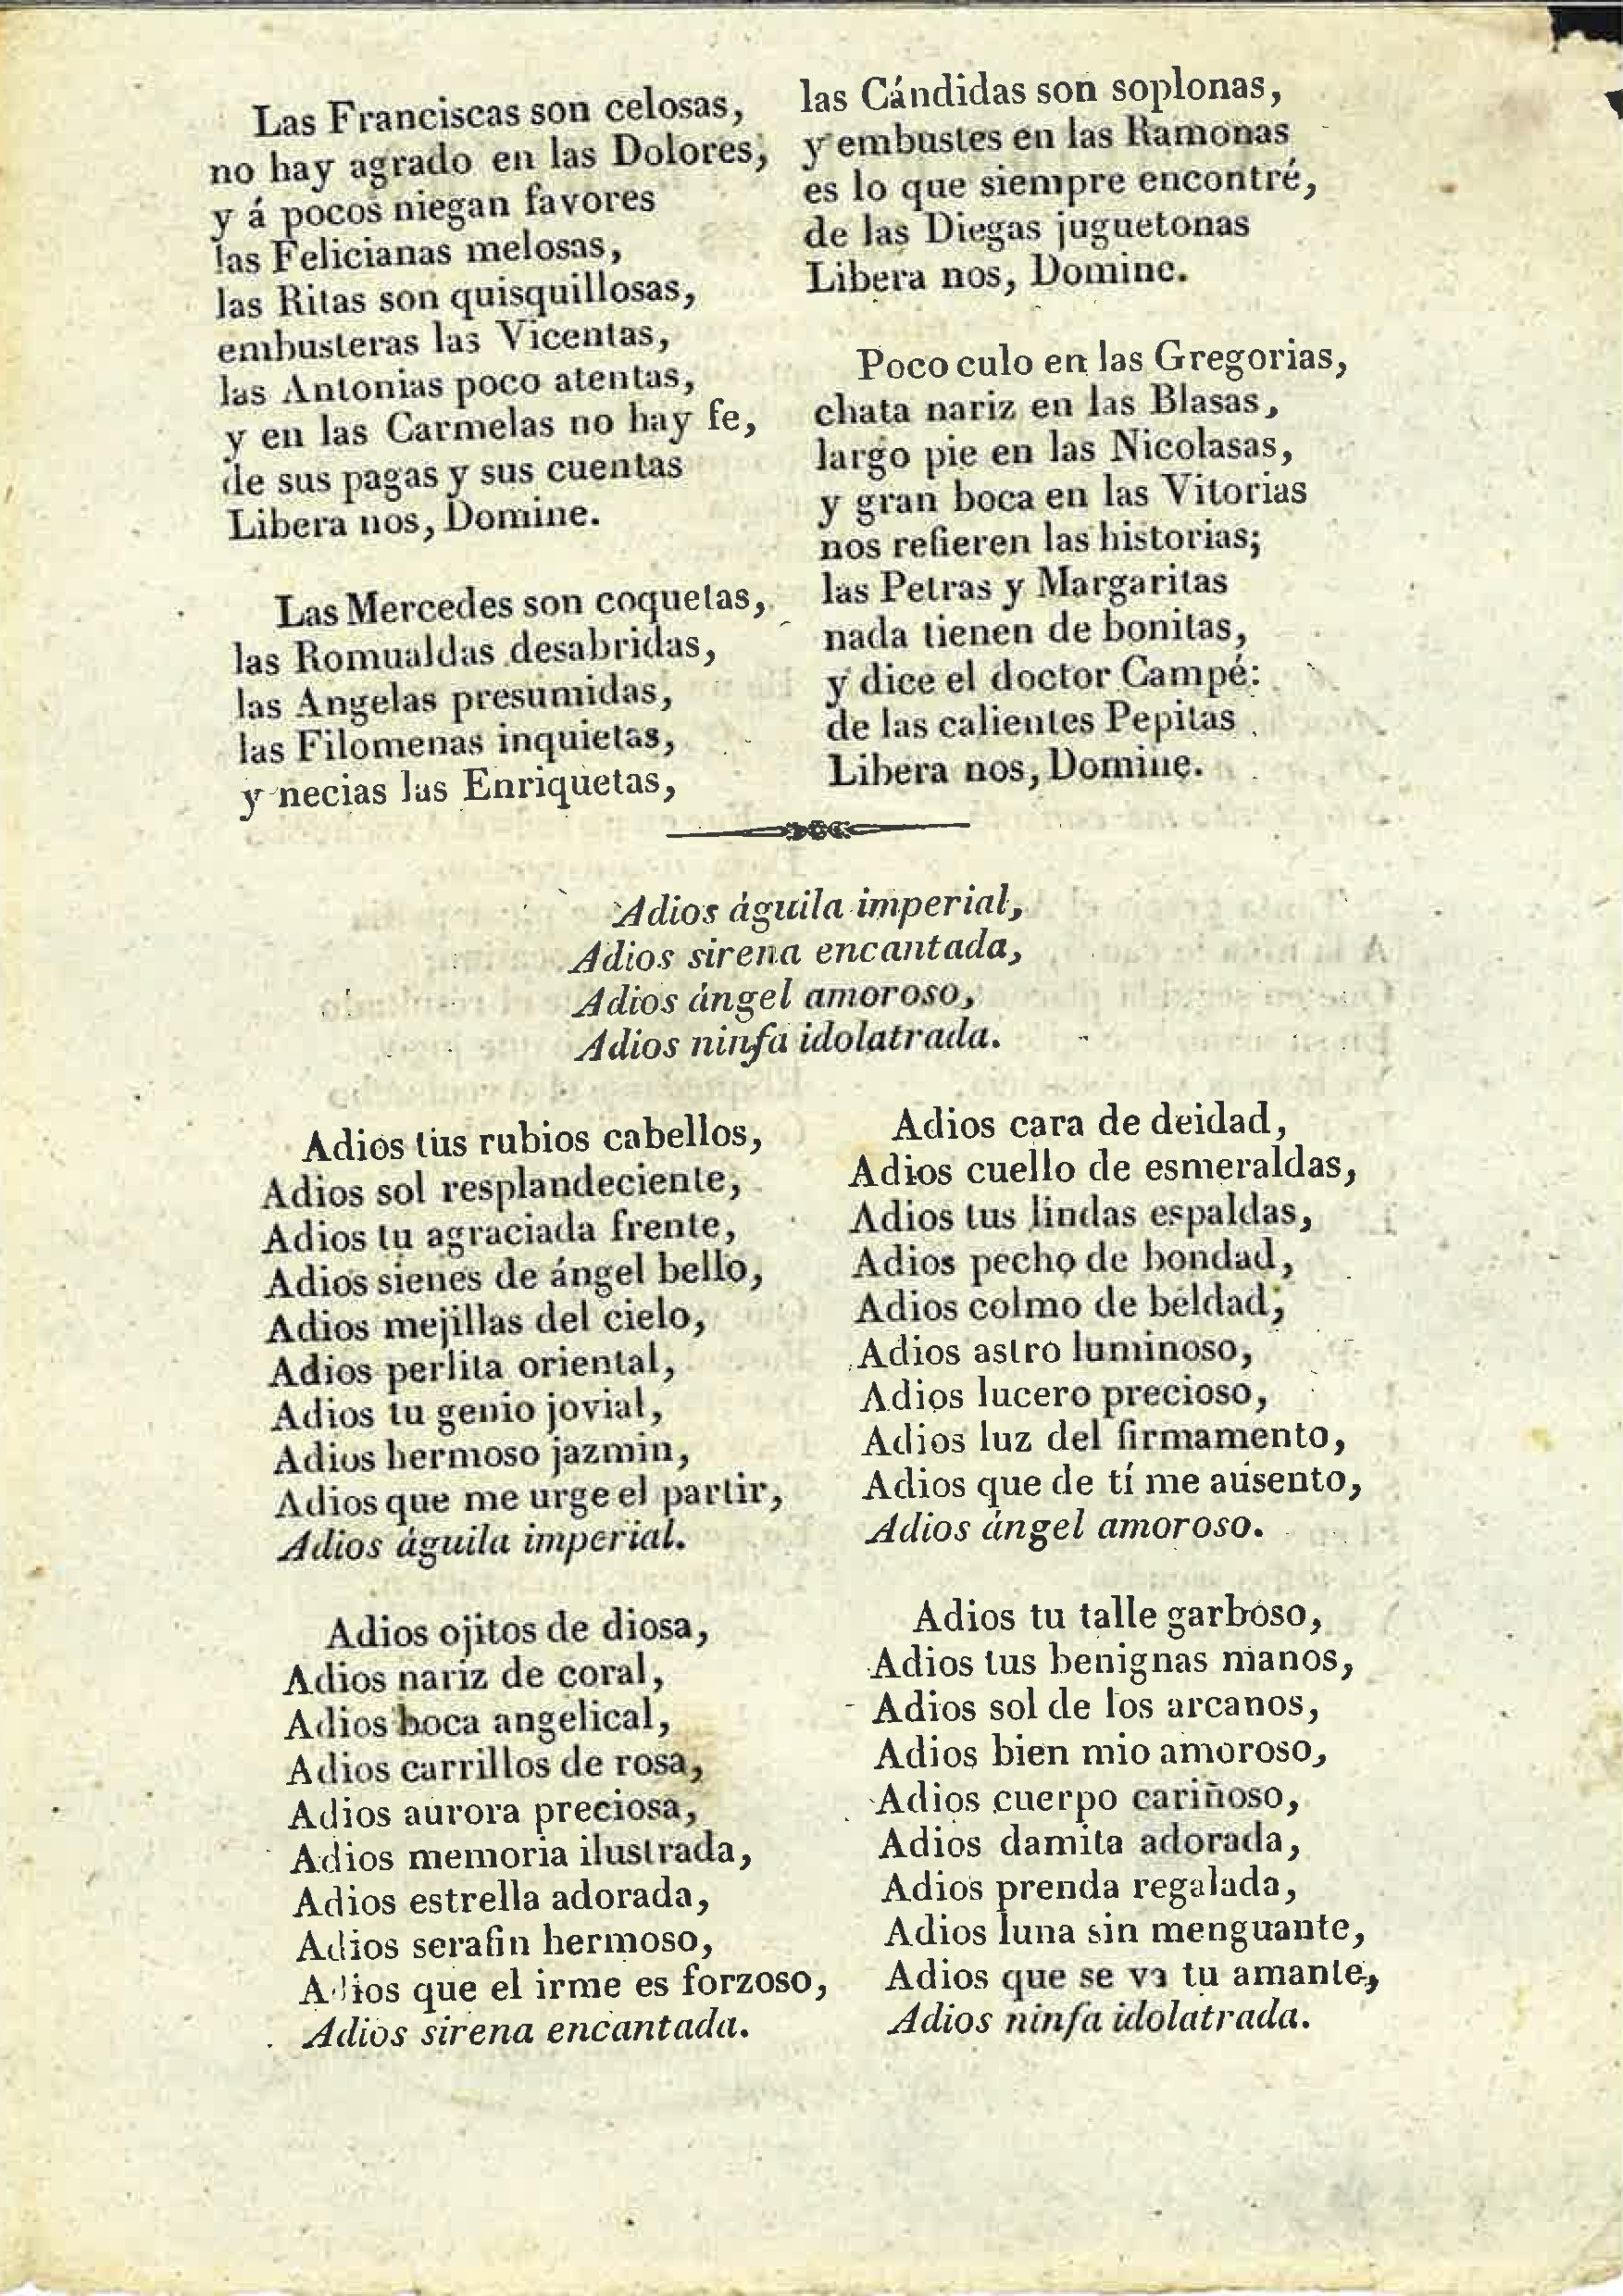 Las Franciscas son celosas,
no hay agrado en las Dolores,
y á pocos niegan favores
las Felicianas melosas,
las Ritas son quisquillosas,
embusteras las Vicentas,
las Antonias poco atentas,
y en las Carmelas no hay fe,
de sus pagas y sus cuentas
Libera nos, Domine.
Las Mercedes son coquetas,
las Romualdas desabridas,
las Angelas presumidas,
las Filomenas inquietas,
y necias las Enriquetas,
las Cándidas son soplonas,
y embustes en las Ramonas
es lo que siempre encontré,
de las Diegas juguetonas
Libera nos, Domine.
Poco culo en las Gregorias,
chata nariz en las Blasas,
largo pie en las Nicolasas,
y gran boca en las Vitorias
nos refieren las historias;
las Petras y Margaritas
nada tienen de bonitas,
y dice el doctor Campé:
de las calientes Pepitas
Libera nos, Domine.
Adios águila imperial,
Adios sirena encantada,
Adios ángel amoroso,
Adios ninfa idolatrada.
Adios tus rubios cabellos,
Adios sol resplandeciente,
Adios tu agraciada frente,
Adios sienes de ángel bello,
Adios mejillas del cielo,
Adios perlita oriental,
Adios tu genio jovial,
Adios hermoso jazmin,
Adios que me urge el partir,
Adios águila imperial.
Adios ojitos de diosa,
Adios nariz de coral,
Adios boca angelical,
Adios carrillos de rosa,
Adios aurora preciosa,
Adios memoria ilustrada,
Adios estrella adorada,
Adios serafin hermoso,
Adios que el irme es forzoso,
Adios sirena encantada.
Adios cara de deidad,
Adios cuello de esmeraldas,
Adios tus lindas espaldas,
Adios pecho de bondad,
Adios colmo de beldad,
Adios astro luminoso,
Adios lucero precioso,
Adios luz del firmamento,
Adios que de tí me ausento,
Adios ángel amoroso.
Adios tu talle garboso,
Adios tus benignas manos,
Adios sol de los arcanos,
Adios bien mio amoroso,
Adios cuerpo cariñoso,
Adios damita adorada,
Adios prenda regalada,
Adios luna sin menguante,
Adios que se va tu amante,
Adios ninfa idolatrada.